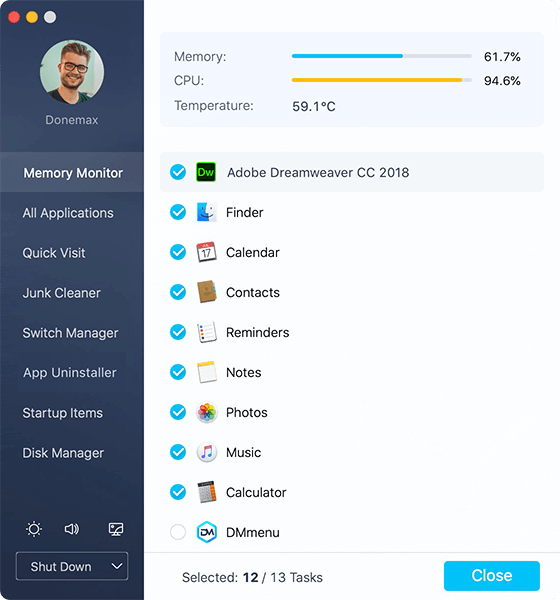 Donemax
Memory Monitor
All Applications
Quick Visit
Junk Cleaner
Switch Manager
App Uninstaller
Startup Items
Disk Manager
Shut Down
Memory: 61.7%
CPU: 94.6%
Temperature: 59.1°C
Dw Adobe Dreamweaver CC 2018
Finder
17 Calendar
Contacts
Reminders
Notes
Photos
Music
Calculator
DM DMmenu
Selected: 12 / 13 Tasks
Close